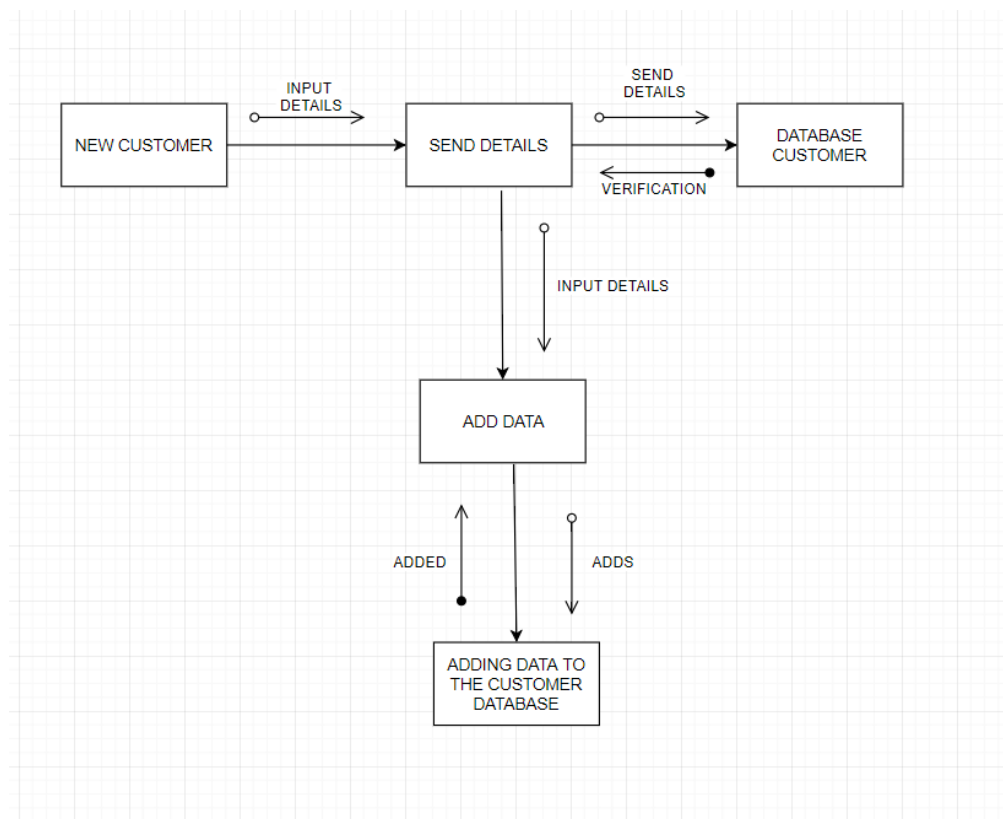 INPUT
DETAILS
SEND
DETAILS
NEW CUSTOMER
SEND DETAILS
DATABASE
CUSTOMER
VERIFICATION
INPUT DETAILS
ADD DATA
ADDED
ADDS
ADDING DATA TO
THE CUSTOMER
DATABASE